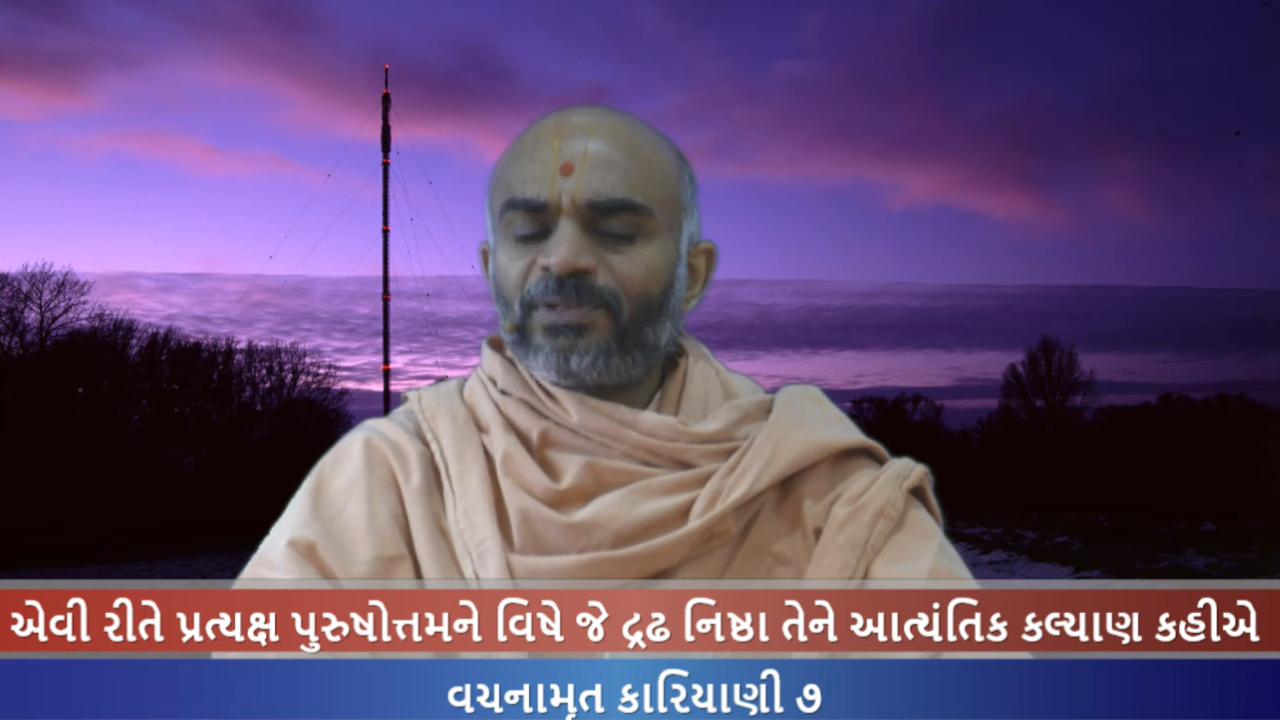 એવી રીતે પ્રત્યક્ષ પુરુષોત્તમને વિષે જે દ્રઢ નિષ્ઠા તેને આત્યંતિક કલ્યાણ કહીએ
વચનામૃત કારિયાણી ૭